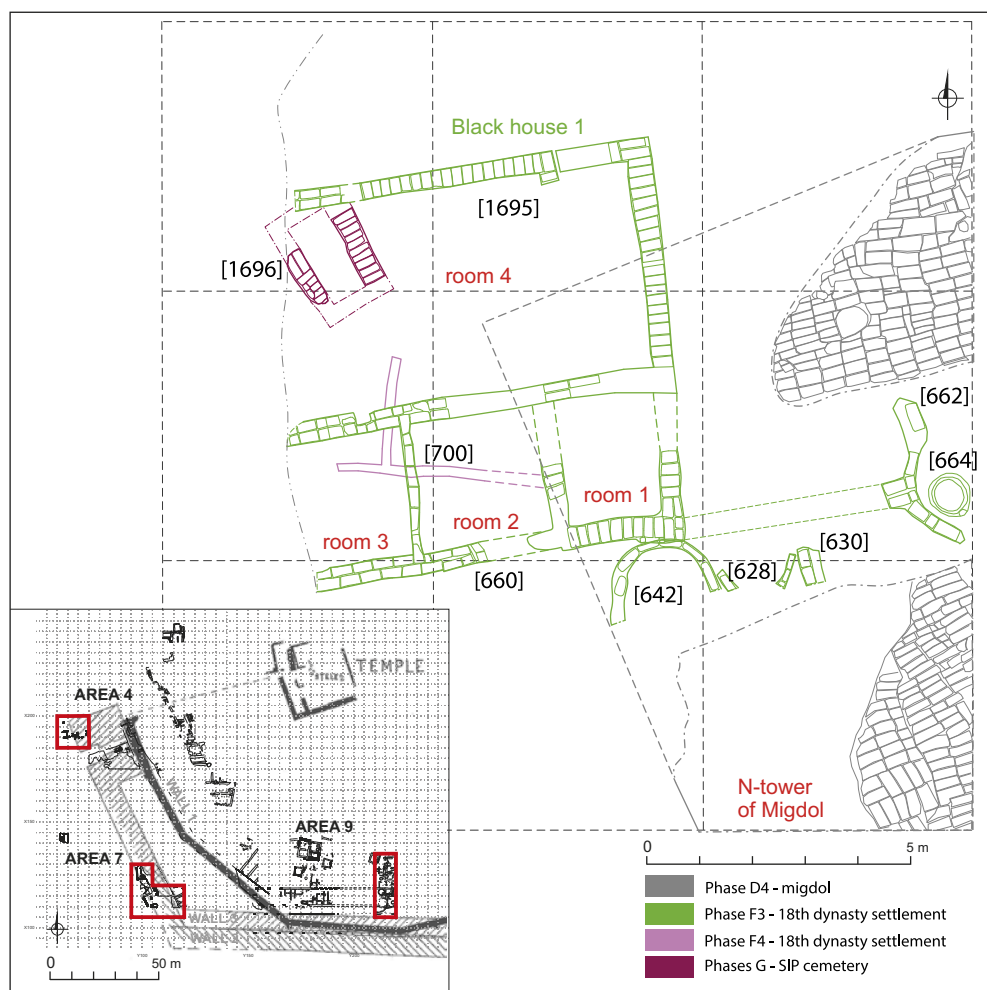 Black house 1
[1695]
[1696]
room 4
[662]
[700]
[664]
room 1
room 2
room 3
[630]
[660]
[642]
[628]
N-tower
of Migdol
0 5 m
Phase D4 - migdol
Phase F3 - 18th dynasty settlement
Phase F4 - 18th dynasty settlement
Phases G - SIP cemetery
TEMPLE
AREA 4
WALL
AREA 9
AREA 7
WALL
WALL
0 50 m